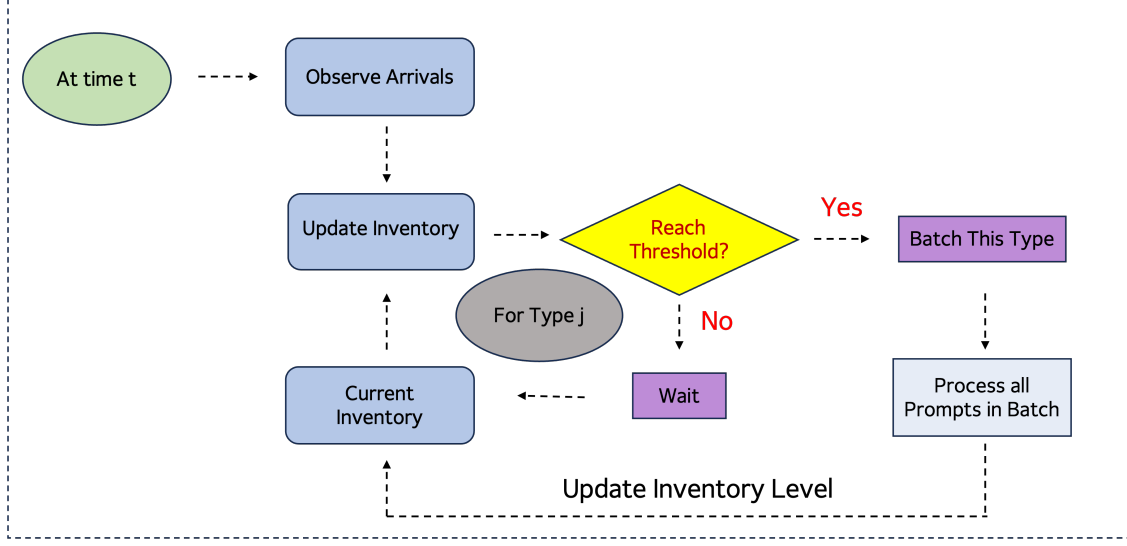 At time t
Observe Arrivals
Update Inventory
Reach
Threshold?
Yes
Batch This Type
For Type j
No
Current
Inventory
Wait
Process all
Prompts in Batch
Update Inventory Level